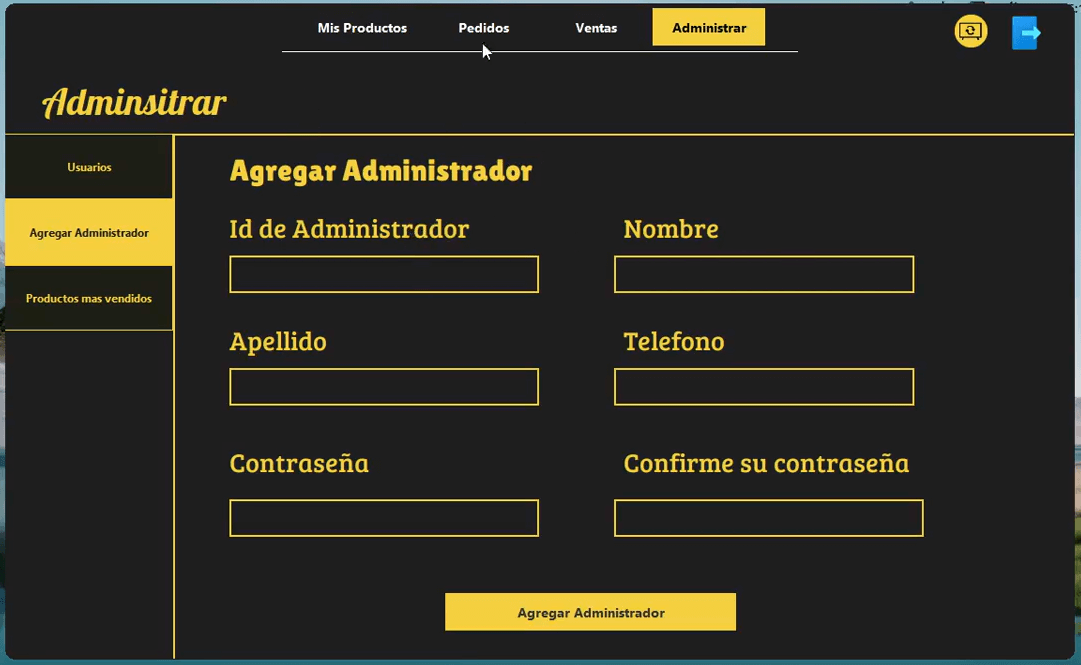 Mis Productos Pedidos Ventas Administrar
Adminsitrar
Usuarios
Agregar Administrador
Productos mas vendidos
Agregar Administrador
Id de Administrador Nombre
Apellido Telefono
Contraseña Confirme su contraseña
Agregar Administrador